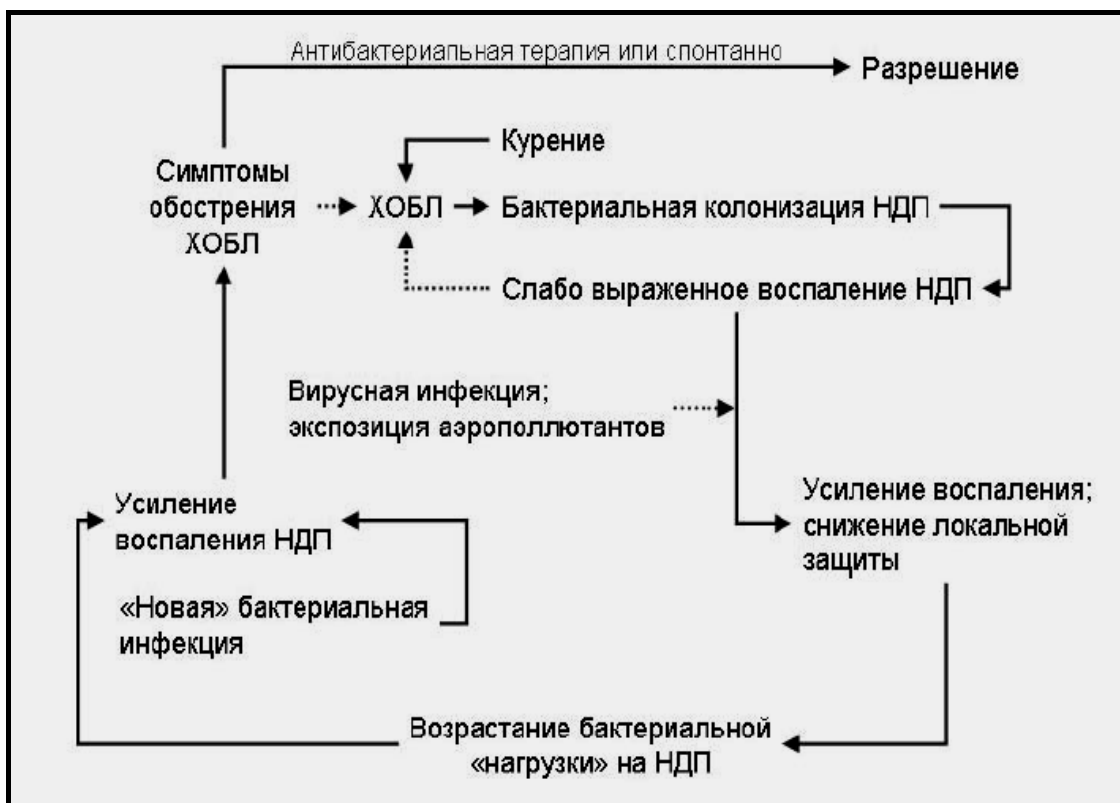 Антибактериальная терапия или спонтанно
Разрешение
Курение
Симптомы
обострения
ХОБЛ
ХОБЛ
Бактериальная колонизация НДП
Слабо выраженное воспаление НДП
Вирусная инфекция;
экспозиция аэрополлютантов
Усиление воспаления;
снижение локальной
защиты
Усиление
воспаления НДП
«Новая» бактериальная
инфекция
Возрастание бактериальной
«нагрузки» на НДП